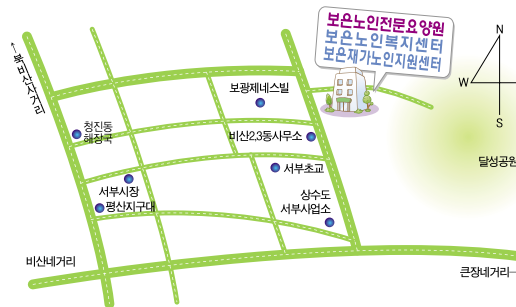 ←북비산사거리
보은노인전문요양원
보은노인복지센터
보은재가노인지원센터
N
W
S
보광제네스빌
청진동
해장국
비산2,3동사무소
달성공원
서부초교
서부시장
평산지구대
상수도
서부사업소
비산네거리
큰장네거리